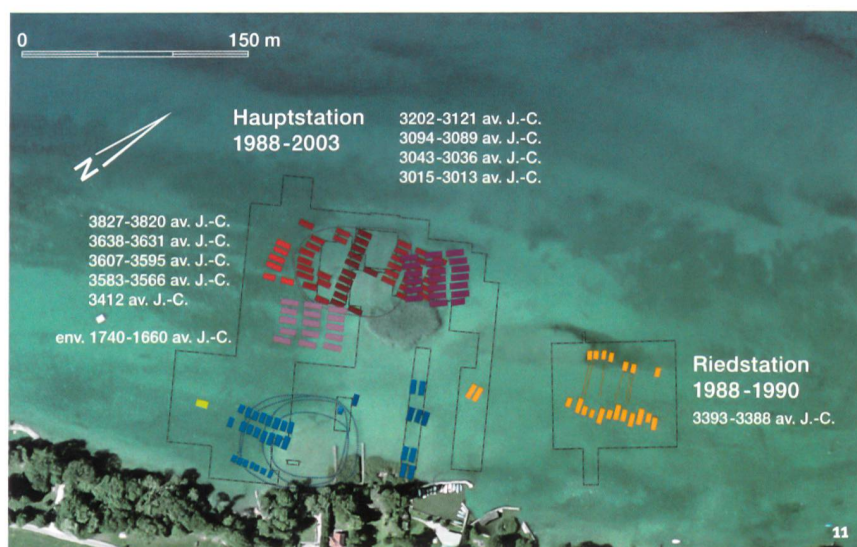 0 150 m
N
Hauptstation
1988-2003
3202-3121 av. J.-C.
3094-3089 av. J.-C.
3043-3036 av. J.-C.
3015-3013 av. J.-C.
3827-3820 av. J.-C.
3638-3631 av. J.-C.
3607-3595 av. J.-C.
3583-3566 av. J.-C.
3412 av. J.-C.
env. 1740-1660 av. J.-C.
Riedstation
1988-1990
3393-3388 av. J.-C.
11